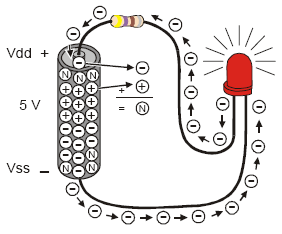 Vdd +
5 V
Vss –
–
+
+
= N